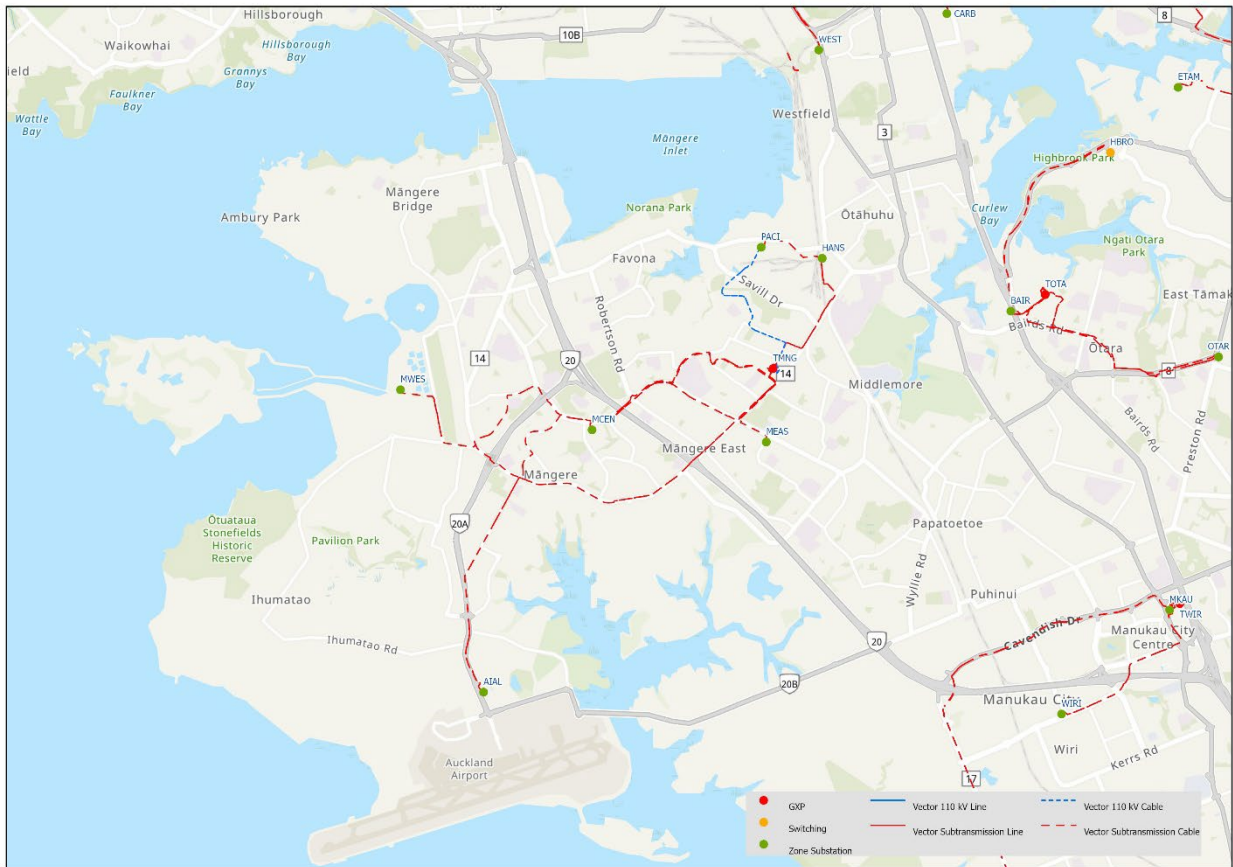 Hillsborough
10B
CARB
8
Waikowhai
Hillsborough
Bay
WEST
field
Grannys
Bay
ETAM
Faulkner
Bay
Westfield
Wattle
Bay
3
Māngere
Inlet
HBRO
Highbrook Park
Māngere
Bridge
Norana Park
Ōtāhuhu
Curlew
Bay
Ambury Park
PACI
HANS
Ngati Otara
Park
Favona
Savill Dr
TOTA
East Tāmak
Robertson Rd
BAIR
Bairds Rd
Ōtara
OTAR
14
20
TMNG
14
8
MWES
Middlemore
Bairds Rd
Preston Rd
MCEN
MEAS
Māngere East
Māngere
20A
Ōtuataua
Stonefields
Historic
Reserve
Pavilion Park
Papatoetoe
Wyllie Rd
Ihumatao
Puhinui
MKAU
TWIR
Cavendish Dr
Manukau City
Centre
Ihumatao Rd
20
20B
AIAL
Manukau City
WIRI
Wiri
Kerrs Rd
Auckland
Airport
17
GXP
Vector 110 kV Line
Vector 110 kV Cable
Switching
Vector Subtransmission Line
Vector Subtransmission Cable
Zone Substation